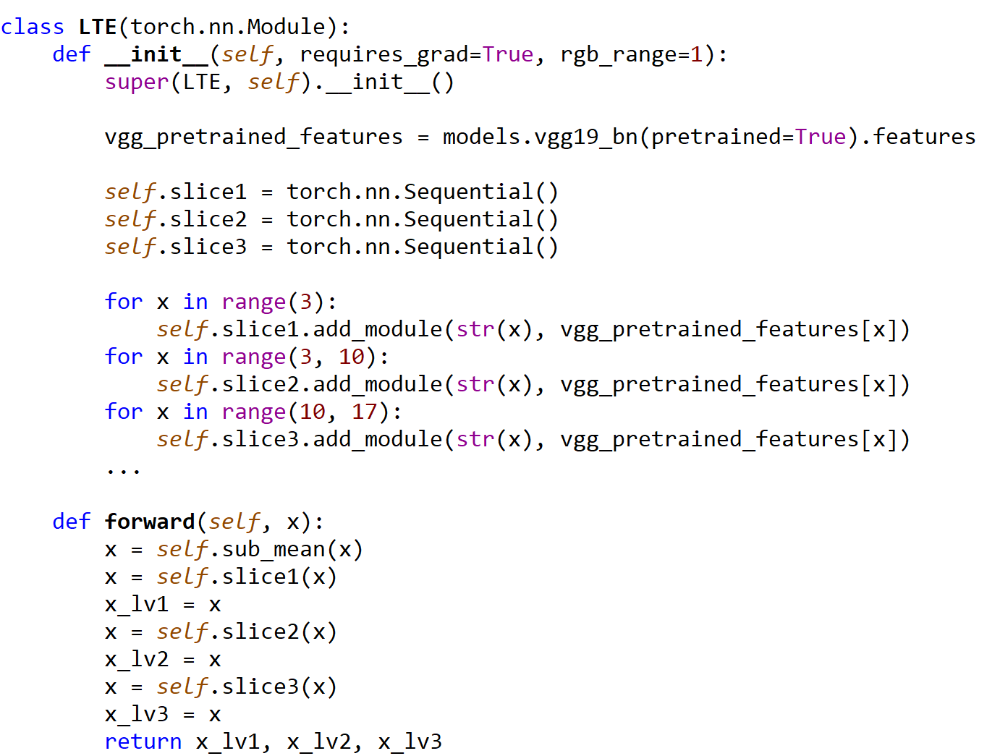 class LTE(torch.nn.Module):
    def __init__(self, requires_grad=True, rgb_range=1):
        super(LTE, self).__init__()

        vgg_pretrained_features = models.vgg19_bn(pretrained=True).features

        self.slice1 = torch.nn.Sequential()
        self.slice2 = torch.nn.Sequential()
        self.slice3 = torch.nn.Sequential()

        for x in range(3):
            self.slice1.add_module(str(x), vgg_pretrained_features[x])
        for x in range(3, 10):
            self.slice2.add_module(str(x), vgg_pretrained_features[x])
        for x in range(10, 17):
            self.slice3.add_module(str(x), vgg_pretrained_features[x])
        ...

    def forward(self, x):
        x = self.sub_mean(x)
        x = self.slice1(x)
        x_lv1 = x
        x = self.slice2(x)
        x_lv2 = x
        x = self.slice3(x)
        x_lv3 = x
        return x_lv1, x_lv2, x_lv3